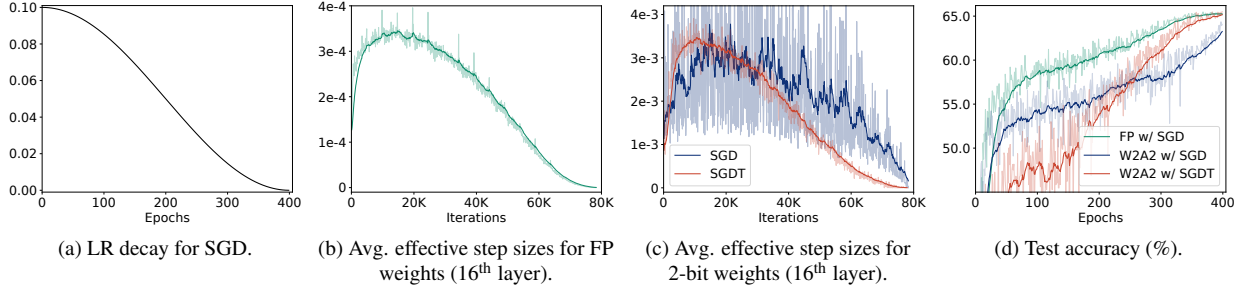 0.10
0.08
0.06
0.04
0.02
0.00
0
100
200
300
400
Epochs
(a) LR decay for SGD.
4e-4
3e-4
2e-4
1e-4
0
0
20K
40K
60K
80K
Iterations
(b) Avg. effective step sizes for FP
weights (16th layer).
4e-3
3e-3
2e-3
1e-3
0
SGD
SGDT
0
20K
40K
60K
80K
Iterations
(c) Avg. effective step sizes for
2-bit weights (16th layer).
65.0
60.0
55.0
50.0
FP w/ SGD
W2A2 w/ SGD
W2A2 w/ SGDT
0
100
200
300
400
Epochs
(d) Test accuracy (%).